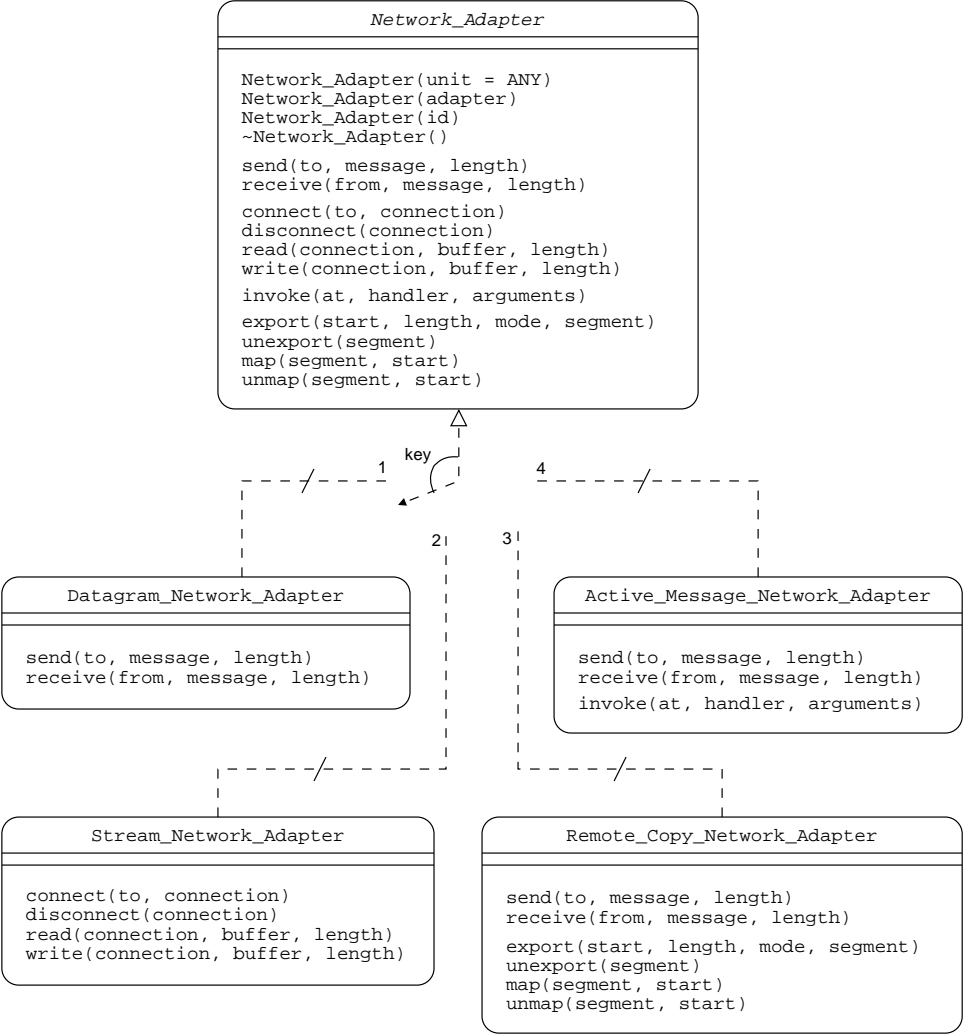 Network_Adapter
Network_Adapter(unit = ANY)
Network_Adapter(adapter)
Network_Adapter(id)
~Network_Adapter()
send(to, message, length)
receive(from, message, length)
connect(to, connection)
disconnect(connection)
read(connection, buffer, length)
write(connection, buffer, length)
invoke(at, handler, arguments)
export(start, length, mode, segment)
unexport(segment)
map(segment, start)
unmap(segment, start)
key
1
4
2
3
Datagram_Network_Adapter
send(to, message, length)
receive(from, message, length)
Active_Message_Network_Adapter
send(to, message, length)
receive(from, message, length)
invoke(at, handler, arguments)
Stream_Network_Adapter
connect(to, connection)
disconnect(connection)
read(connection, buffer, length)
write(connection, buffer, length)
Remote_Copy_Network_Adapter
send(to, message, length)
receive(from, message, length)
export(start, length, mode, segment)
unexport(segment)
map(segment, start)
unmap(segment, start)